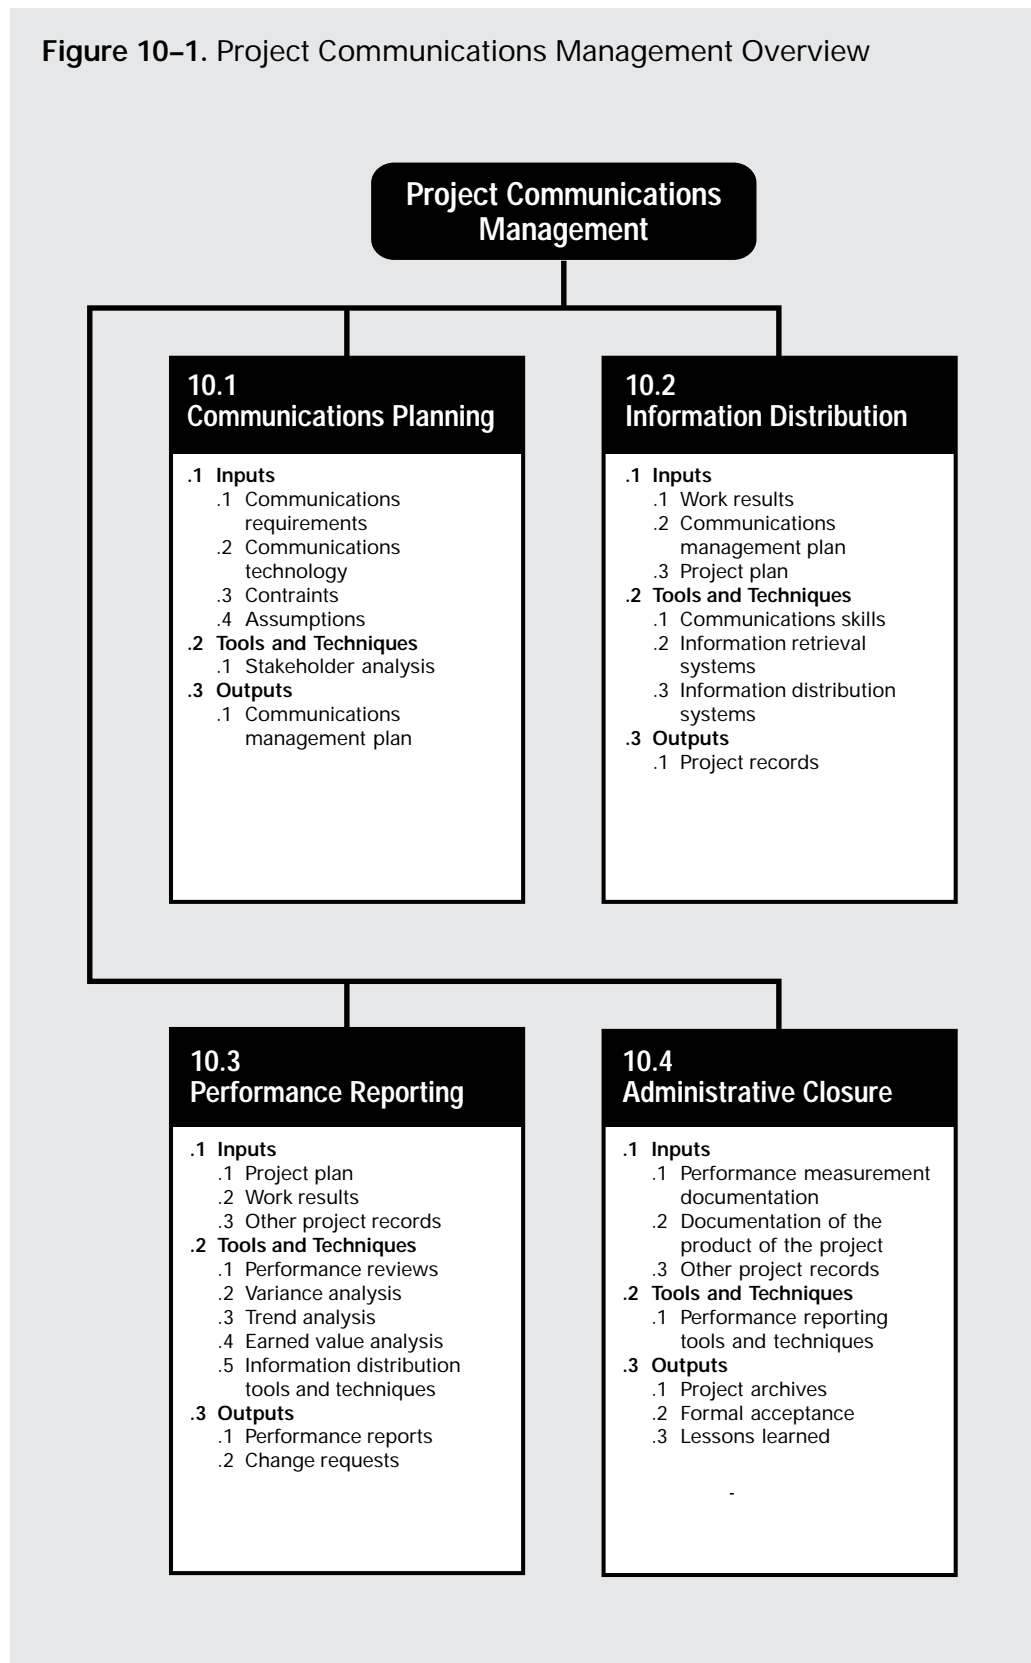 Figure 10–1. Project Communications Management Overview
Project Communications
Management
10.1
Communications Planning
.1 Inputs
.1 Communications
requirements
.2 Communications
technology
.3 Contraints
.4 Assumptions
.2 Tools and Techniques
.1 Stakeholder analysis
.3 Outputs
.1 Communications
management plan
10.2
Information Distribution
.1 Inputs
.1 Work results
.2 Communications
management plan
.3 Project plan
.2 Tools and Techniques
.1 Communications skills
.2 Information retrieval
systems
.3 Information distribution
systems
.3 Outputs
.1 Project records
10.3
Performance Reporting
.1 Inputs
.1 Project plan
.2 Work results
.3 Other project records
.2 Tools and Techniques
.1 Performance reviews
.2 Variance analysis
.3 Trend analysis
.4 Earned value analysis
.5 Information distribution
tools and techniques
.3 Outputs
.1 Performance reports
.2 Change requests
10.4
Administrative Closure
.1 Inputs
.1 Performance measurement
documentation
.2 Documentation of the
product of the project
.3 Other project records
.2 Tools and Techniques
.1 Performance reporting
tools and techniques
.3 Outputs
.1 Project archives
.2 Formal acceptance
.3 Lessons learned
-